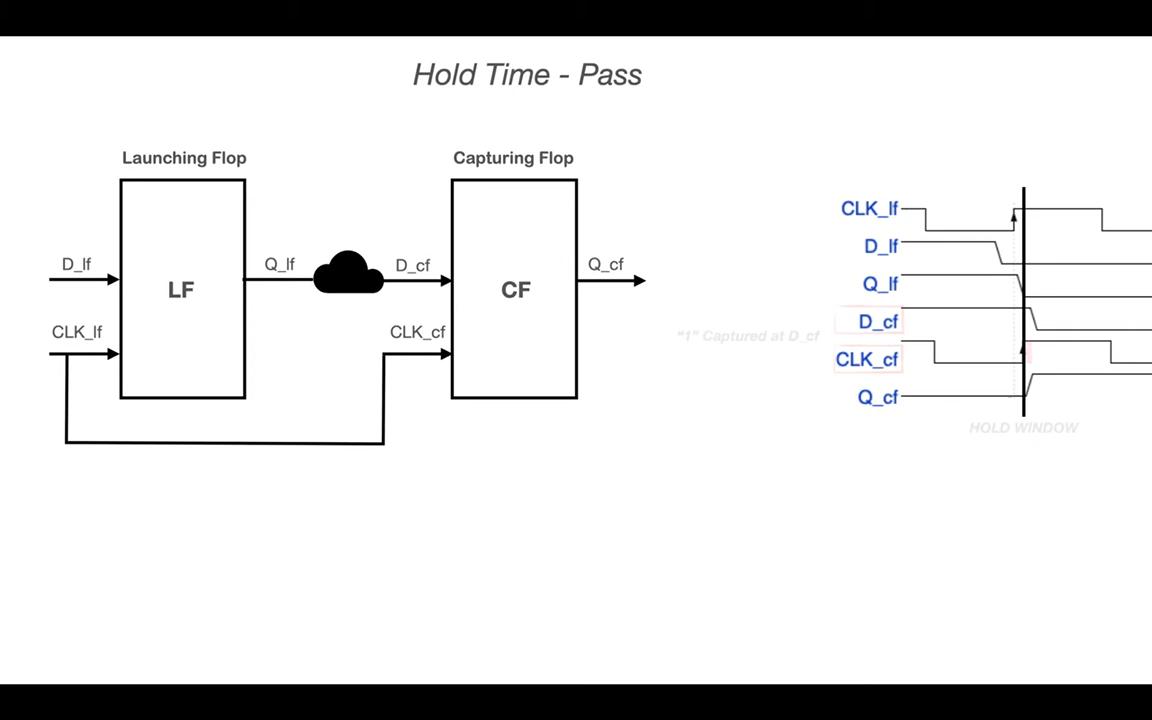 Hold Time - Pass
Launching Flop
Capturing Flop
D_lf
Q_lf
D_cf
Q_cf
LF
CF
CLK_lf
CLK_cf
CLK_lf
D_lf
Q_lf
D_cf
"1" Captured at D_cf
CLK_cf
Q_cf
HOLD WINDOW